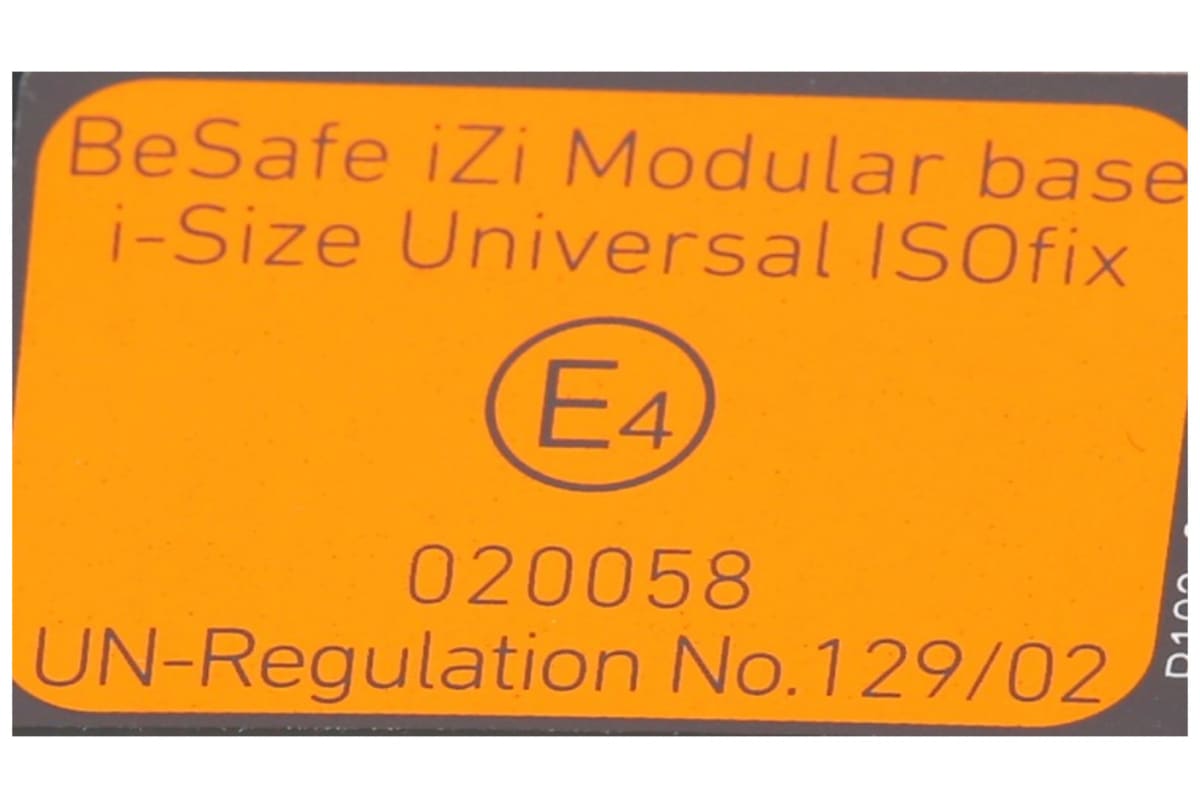 BeSafe iZi Modular base
i-Size Universal ISOfix
E4
020058
UN-Regulation No.129/02